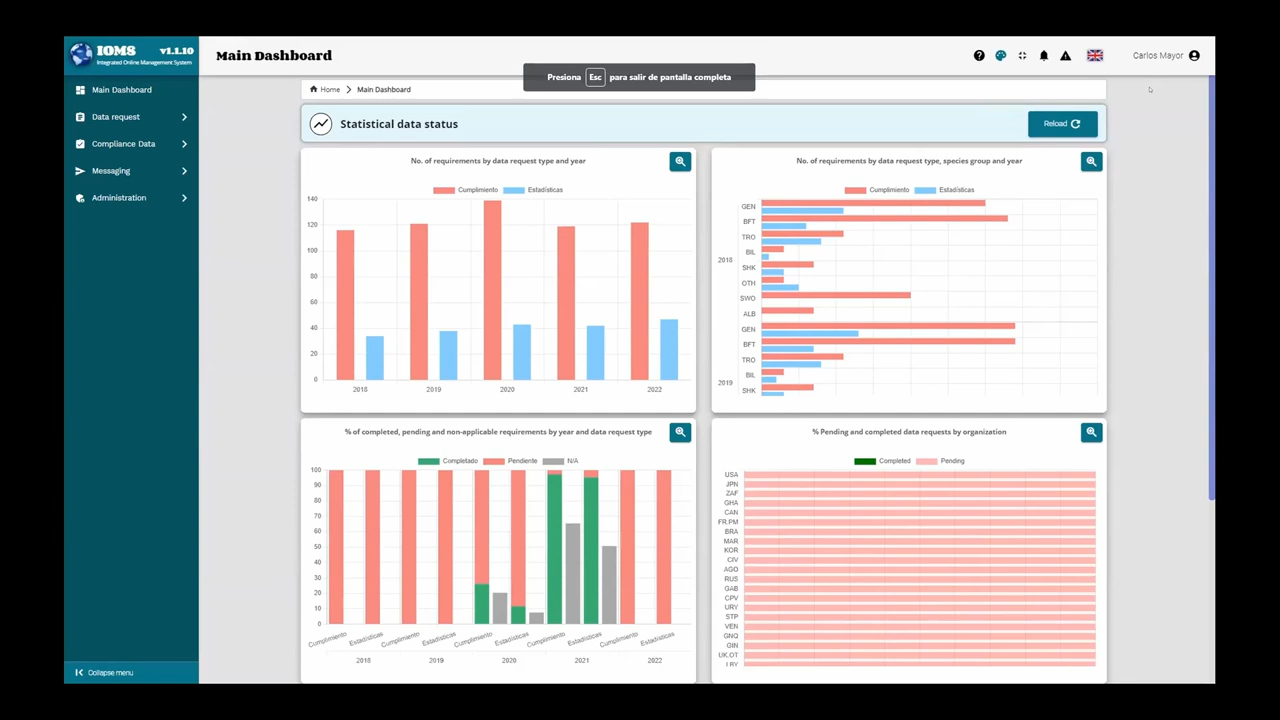 IOMS v1.1.10
Integrated Online Management System
Main Dashboard
Carlos Mayor
Presiona Esc para salir de pantalla completa
Main Dashboard
Data request
Compliance Data
Messaging
Administration
Collapse menu
Home
Main Dashboard
Statistical data status
Reload
No. of requirements by data request type and year
Cumplimiento Estadísticas
140
120
100
80
60
40
20
0
2018 2019 2020 2021 2022
No. of requirements by data request type, species group and year
Cumplimiento Estadísticas
GEN
BFT
TRO
BIL
2018
SHK
OTH
SWO
ALB
GEN
BFT
TRO
BIL
2019
SHK
% of completed, pending and non-applicable requirements by year and data request type
Completado Pendiente N/A
100
90
80
70
60
50
40
30
20
10
0
Cumplimiento Estadísticas Cumplimiento Estadísticas Cumplimiento Estadísticas Cumplimiento Estadísticas Cumplimiento Estadísticas
2018 2019 2020 2021 2022
% Pending and completed data requests by organization
Completed Pending
USA
JPN
ZAF
GHA
CAN
FR.PM
BRA
MAR
KOR
CIV
AGO
RUS
GAB
CPV
URY
STP
VEN
GNQ
GIN
UK.OT
LBY